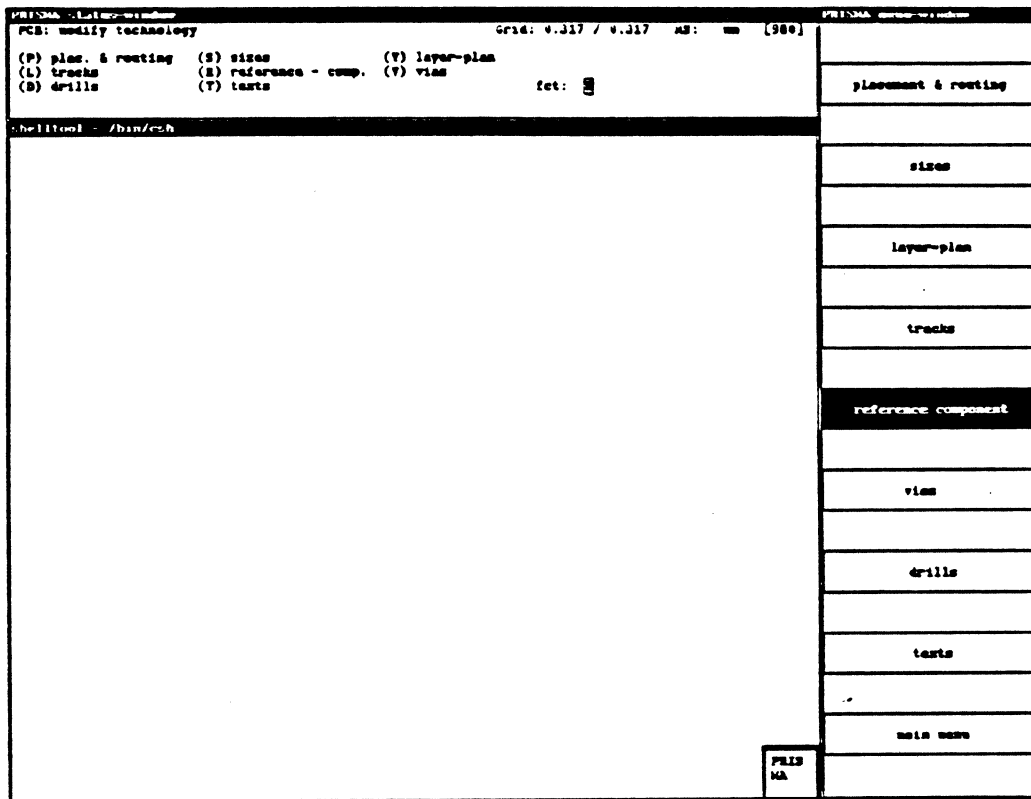 PRISMA status-window
PRISMA menu-window
PCB: modify technology Grid: 0.317 / 0.317 mm [980]
(P) plac. & routing (S) sizes (Y) layer-plan
(L) tracks reference - comp. (V) vias
(D) drills (T) texts fct:
shelltool - /bin/csh
placement & routing
sizes
layer-plan
tracks
reference component
vias
drills
texts
main menu
PRIS
MA